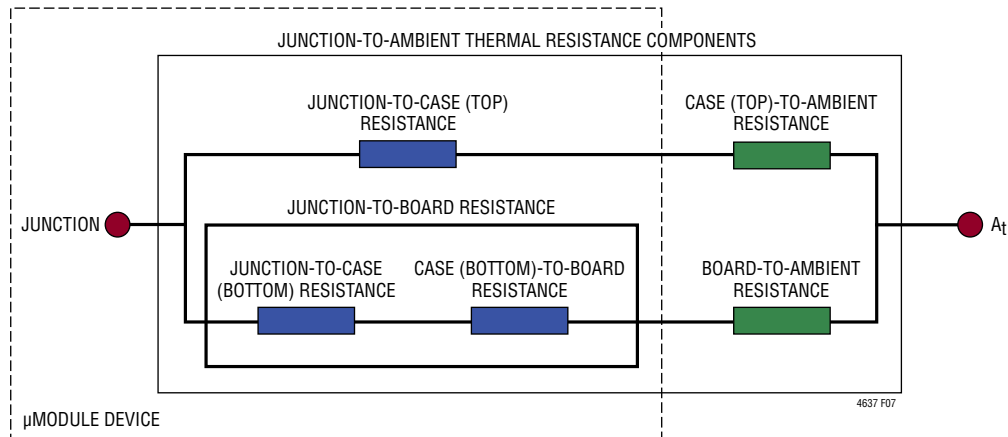 JUNCTION-TO-AMBIENT THERMAL RESISTANCE COMPONENTS
JUNCTION-TO-CASE (TOP)
RESISTANCE
CASE (TOP)-TO-AMBIENT
RESISTANCE
JUNCTION
JUNCTION-TO-BOARD RESISTANCE
At
JUNCTION-TO-CASE
(BOTTOM) RESISTANCE
CASE (BOTTOM)-TO-BOARD
RESISTANCE
BOARD-TO-AMBIENT
RESISTANCE
4637 F07
µMODULE DEVICE